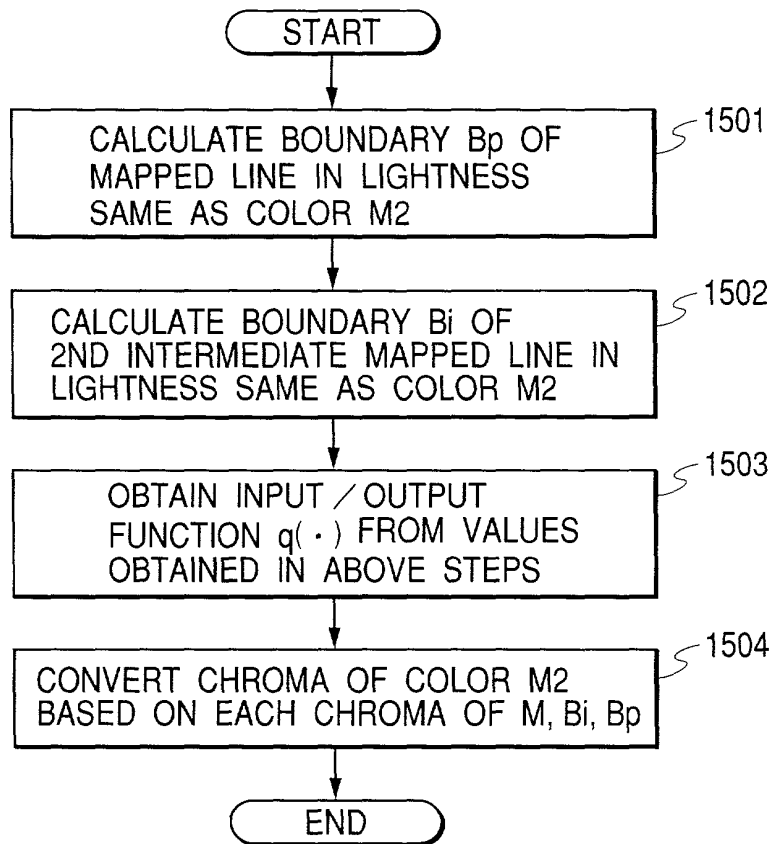 START
1501
CALCULATE BOUNDARY Bp OF
MAPPED LINE IN LIGHTNESS
SAME AS COLOR M2
1502
CALCULATE BOUNDARY Bi OF
2ND INTERMEDIATE MAPPED LINE IN
LIGHTNESS SAME AS COLOR M2
1503
OBTAIN INPUT / OUTPUT
FUNCTION q( · ) FROM VALUES
OBTAINED IN ABOVE STEPS
1504
CONVERT CHROMA OF COLOR M2
BASED ON EACH CHROMA OF M, Bi, Bp
END